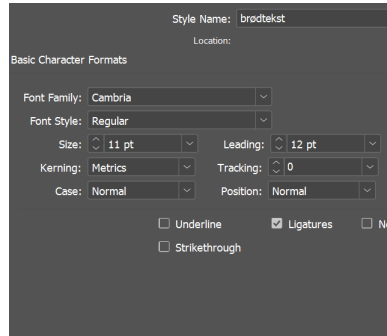 Style Name: brødtekst
Location:
Basic Character Formats
Font Family: Cambria
Font Style: Regular
Size: 11 pt Leading: 12 pt
Kerning: Metrics Tracking: 0
Case: Normal Position: Normal
Underline Ligatures
Strikethrough